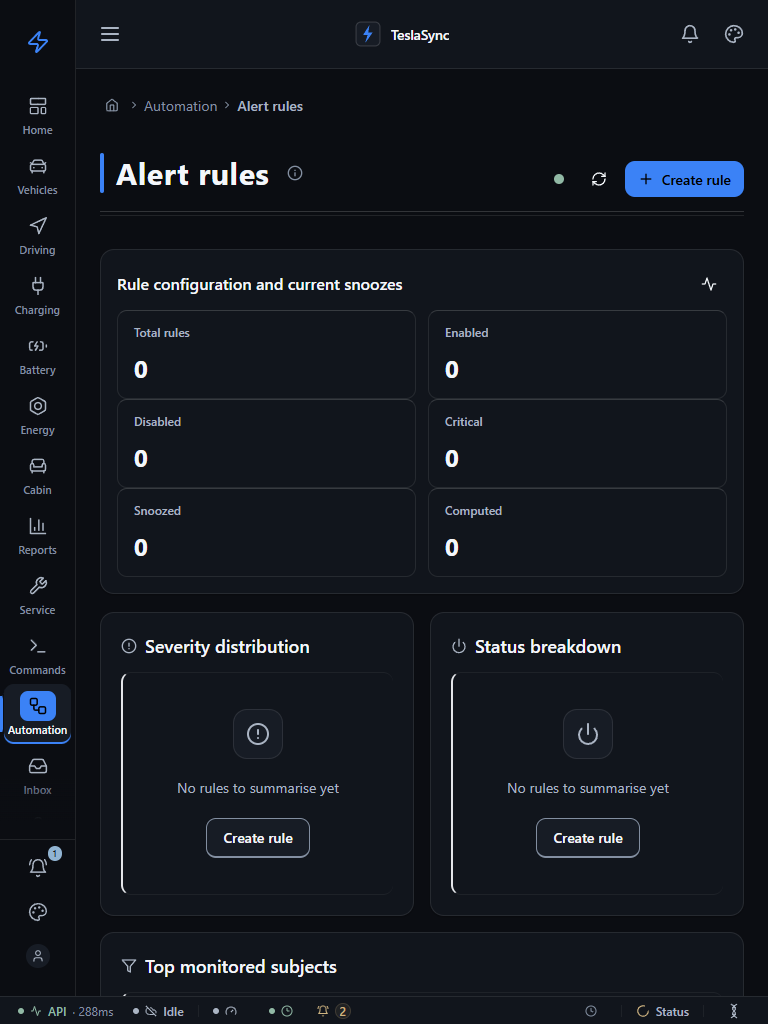 TeslaSync
Home
Vehicles
Driving
Charging
Battery
Energy
Cabin
Reports
Service
Commands
Automation
Inbox
1
Automation
Alert rules
Alert rules
Create rule
Rule configuration and current snoozes
Total rules
0
Enabled
0
Disabled
0
Critical
0
Snoozed
0
Computed
0
Severity distribution
No rules to summarise yet
Create rule
Status breakdown
No rules to summarise yet
Create rule
Top monitored subjects
API · 288ms
Idle
2
Status